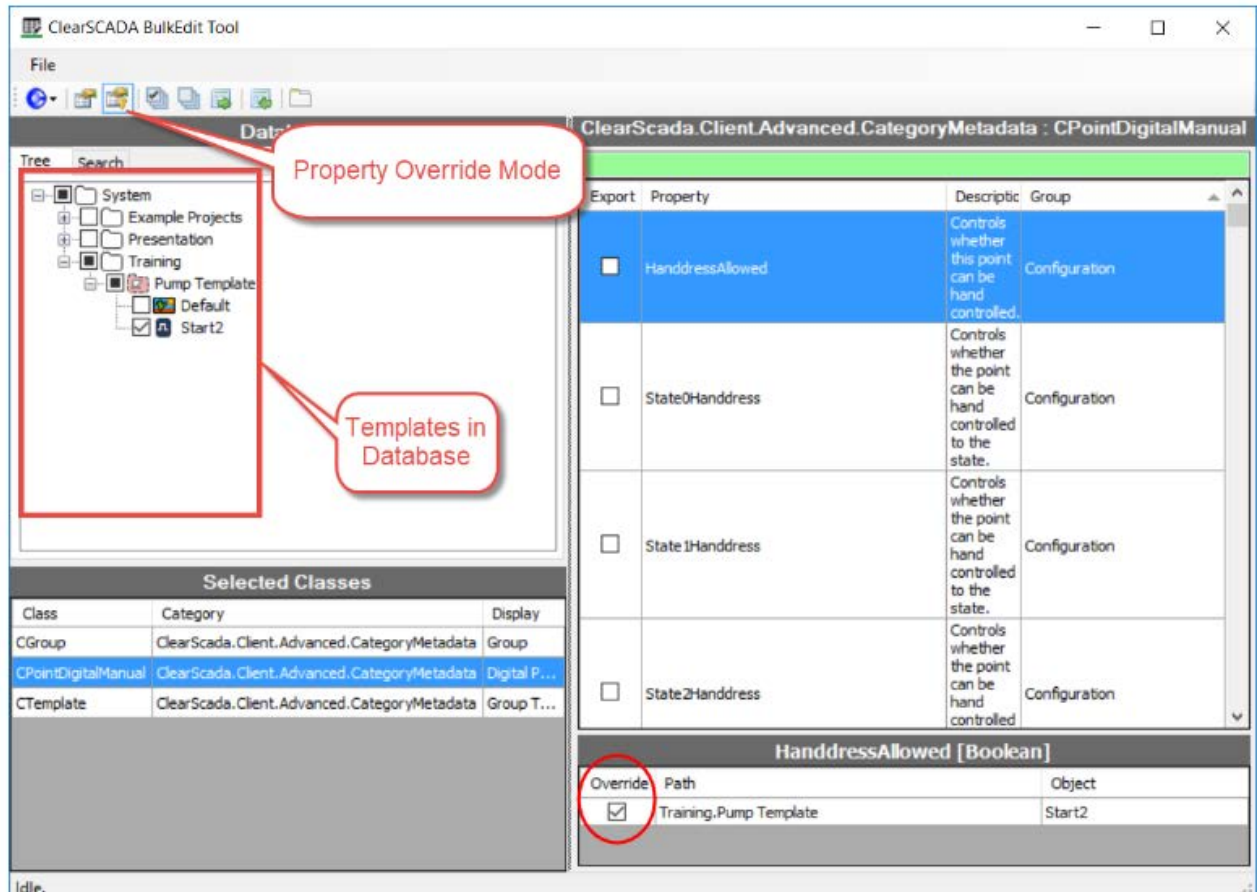 ClearSCADA BulkEdit Tool
File
Data
Property Override Mode
Tree Search
System
Example Projects
Presentation
Training
Pump Template
Default
Start2
Templates in
Database
Selected Classes
Class Category Display
CGroup ClearScada.Client.Advanced.CategoryMetadata Group
CPointDigitalManual ClearScada.Client.Advanced.CategoryMetadata Digital P...
CTemplate ClearScada.Client.Advanced.CategoryMetadata Group T...
ClearScada.Client.Advanced.CategoryMetadata : CPointDigitalManual
Export Property Descriptic Group
HanddressAllowed Configuration
Controls
whether
this point
can be
hand
controlled.
State0Handdress Configuration
Controls
whether
the point
can be
hand
controlled
to the
state.
State1Handdress Configuration
Controls
whether
the point
can be
hand
controlled
to the
state.
State2Handdress Configuration
Controls
whether
the point
can be
hand
controlled
HanddressAllowed [Boolean]
Override Path Object
Training.Pump Template Start2
Idle.